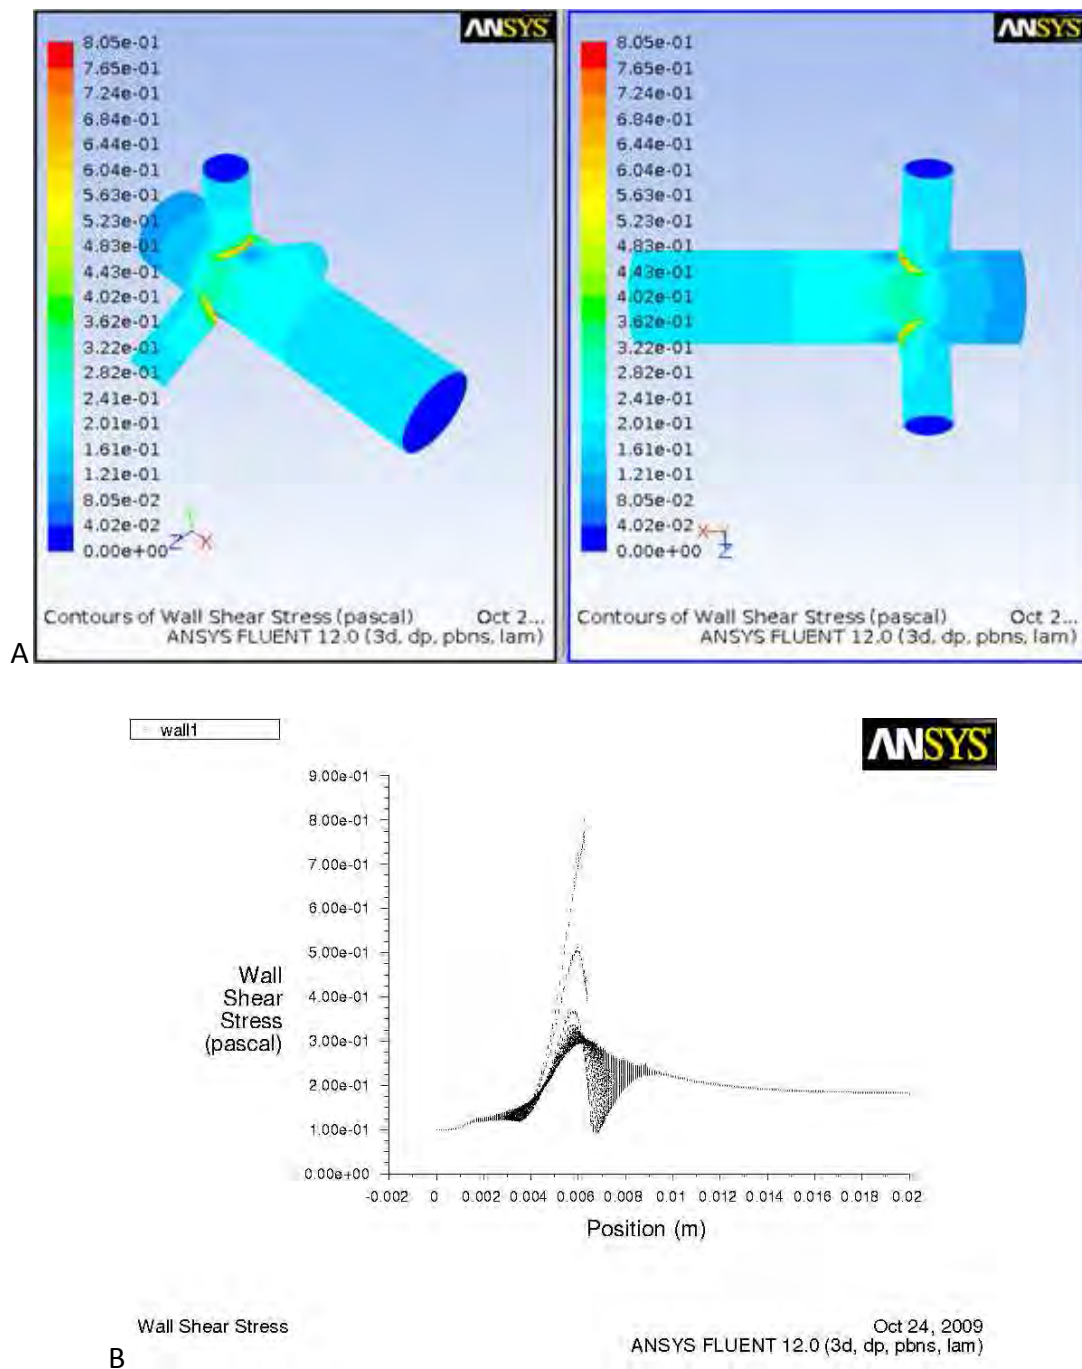 ANSYS
8.05e-01
7.65e-01
7.24e-01
6.84e-01
6.44e-01
6.04e-01
5.63e-01
5.23e-01
4.83e-01
4.43e-01
4.02e-01
3.62e-01
3.22e-01
2.82e-01
2.41e-01
2.01e-01
1.61e-01
1.21e-01
8.05e-02
4.02e-02
0.00e+00
Y
Z X
Contours of Wall Shear Stress (pascal) Oct 2...
ANSYS FLUENT 12.0 (3d, dp, pbns, lam)
ANSYS
8.05e-01
7.65e-01
7.24e-01
6.84e-01
6.44e-01
6.04e-01
5.63e-01
5.23e-01
4.83e-01
4.43e-01
4.02e-01
3.62e-01
3.22e-01
2.82e-01
2.41e-01
2.01e-01
1.61e-01
1.21e-01
8.05e-02
4.02e-02
0.00e+00
X
Z
Contours of Wall Shear Stress (pascal) Oct 2...
ANSYS FLUENT 12.0 (3d, dp, pbns, lam)
A
wall1
ANSYS
9.00e-01
8.00e-01
7.00e-01
6.00e-01
5.00e-01
4.00e-01
3.00e-01
2.00e-01
1.00e-01
0.00e+00
Wall
Shear
Stress
(pascal)
-0.002 0 0.002 0.004 0.006 0.008 0.01 0.012 0.014 0.016 0.018 0.02
Position (m)
Wall Shear Stress
Oct 24, 2009
ANSYS FLUENT 12.0 (3d, dp, pbns, lam)
B